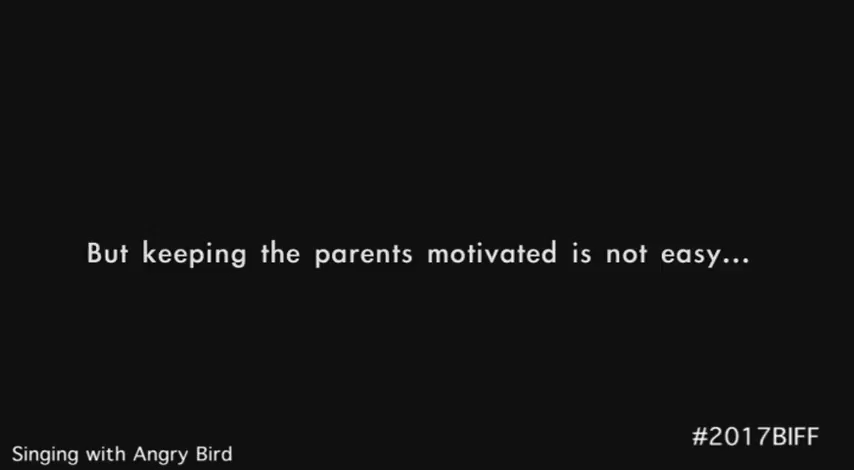 But keeping the parents motivated is not easy...
#2017BIFF
Singing with Angry Bird